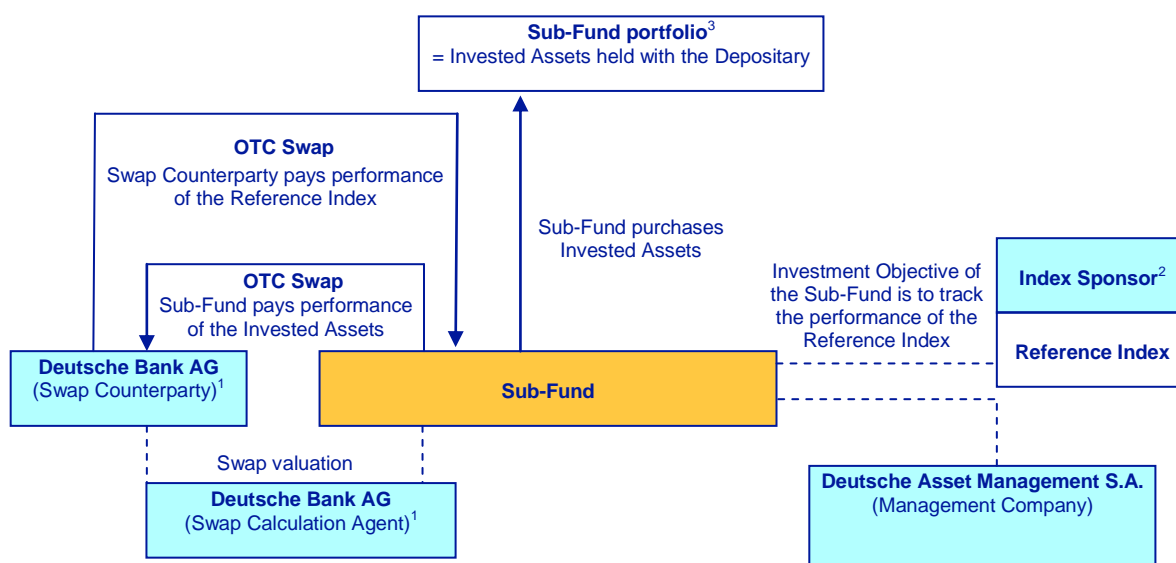 Sub-Fund portfolio³
= Invested Assets held with the Depositary
OTC Swap
Swap Counterparty pays performance
of the Reference Index
Sub-Fund purchases
Invested Assets
OTC Swap
Sub-Fund pays performance
of the Invested Assets
Investment Objective of
the Sub-Fund is to track
the performance of the
Reference Index
Index Sponsor²
Reference Index
Deutsche Bank AG
(Swap Counterparty)¹
Sub-Fund
Swap valuation
Deutsche Bank AG
(Swap Calculation Agent)¹
Deutsche Asset Management S.A.
(Management Company)